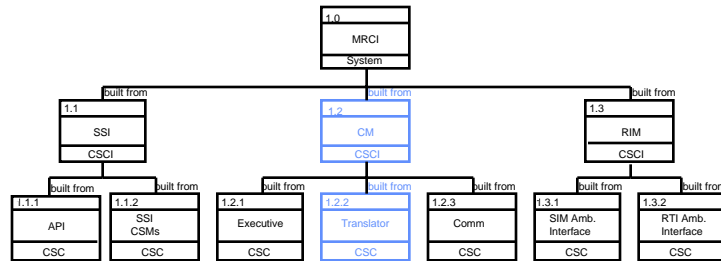 1.0
MRCI
System
built from
built from
built from
1.1
SSI
CSCI
1.2
CM
CSCI
1.3
RIM
CSCI
built from
built from
built from
built from
built from
built from
built from
I.1.1
API
CSC
1.1.2
SSI
CSMs
CSC
1.2.1
Executive
CSC
1.2.2
Translator
CSC
1.2.3
Comm
CSC
1.3.1
SIM Amb.
Interface
CSC
1.3.2
RTI Amb.
Interface
CSC